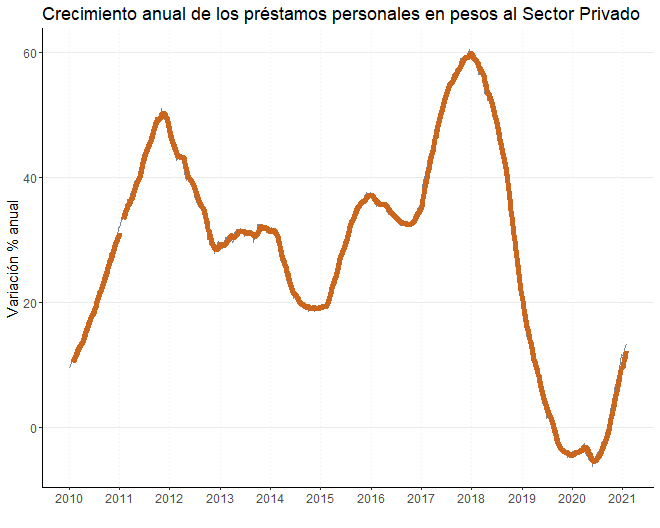 Crecimiento anual de los préstamos personales en pesos al Sector Privado
Variación % anual
60
40
20
0
2010 2011 2012 2013 2014 2015 2016 2017 2018 2019 2020 2021